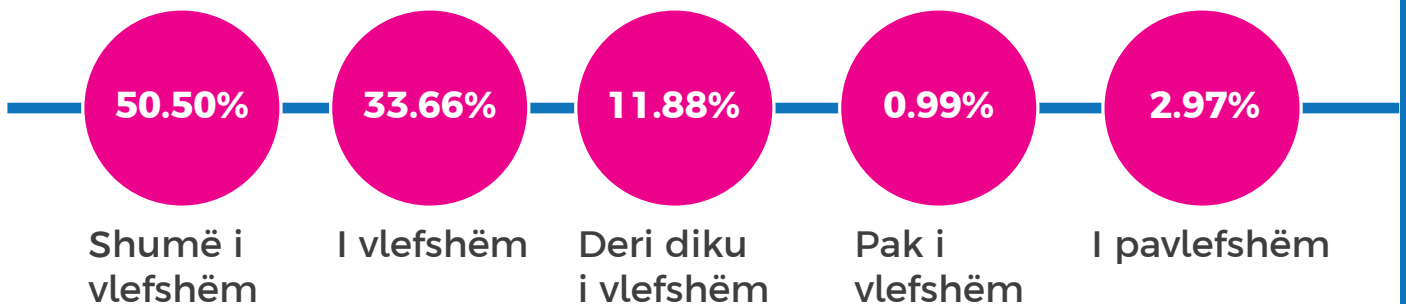 50.50% 33.66% 11.88% 0.99% 2.97%
Shumë i vlefshëm
I vlefshëm
Deri diku i vlefshëm
Pak i vlefshëm
I pavlefshëm